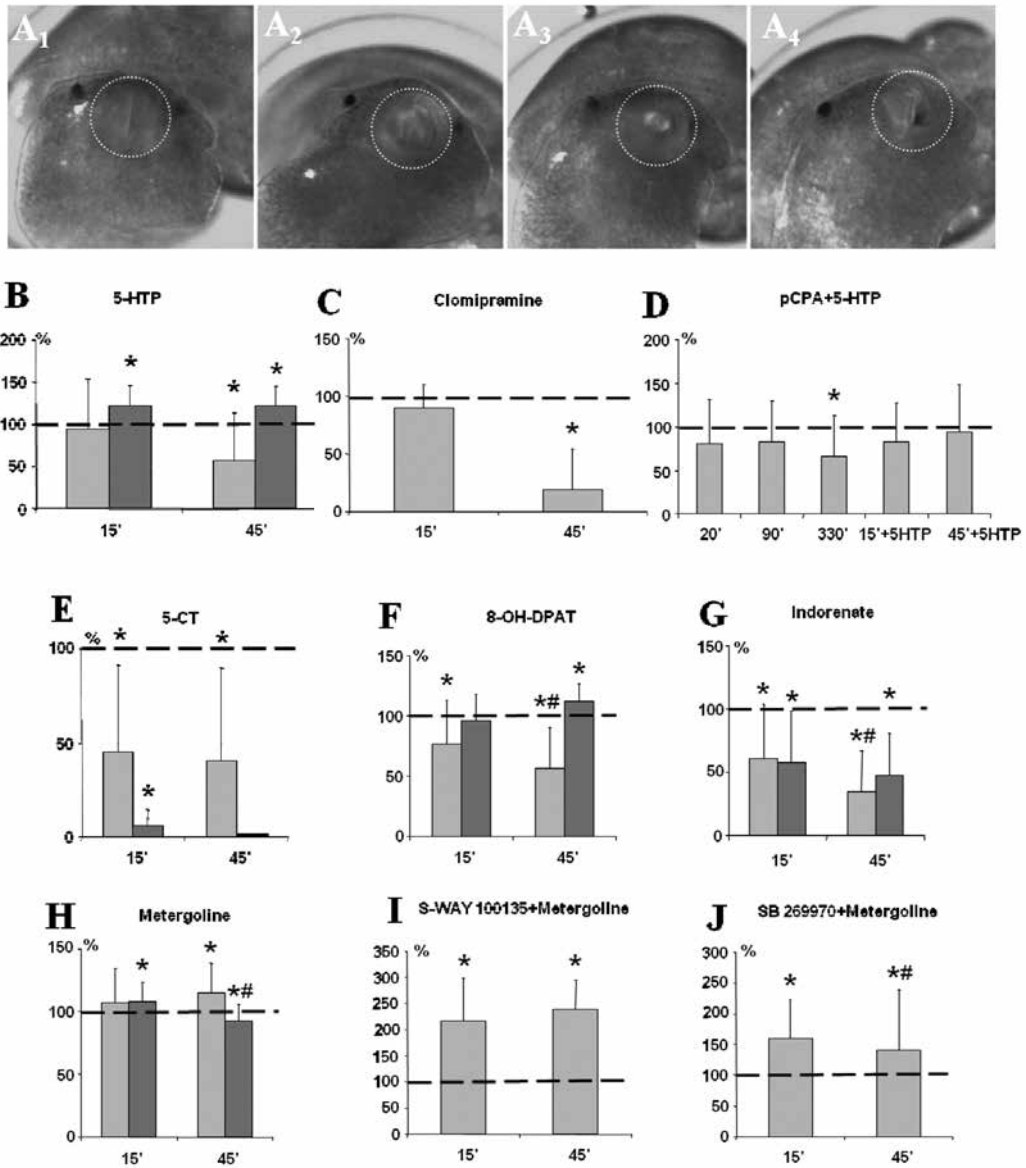 A1 A2 A3 A4
B 5-HTP
200 %
150 * * *
100
50
0
15' 45'
C Clomipramine
150 %
100
50 *
0
15' 45'
D pCPA+5-HTP
200 %
150
100 *
50
0
20' 90' 330' 15'+5HTP 45'+5HTP
E 5-CT
100 % * *
50
*
0
15' 45'
F 8-OH-DPAT
150 %
* *# *
100
50
0
15' 45'
G Indorenate
150 %
* * *# *
100
50
0
15' 45'
H Metergoline
150 %
* * *#
100
50
0
15' 45'
I S-WAY 100135+Metergoline
350 %
300 * *
250
200
150
100
50
0
15' 45'
J SB 269970+Metergoline
300 %
250 * *#
200
150
100
50
0
15' 45'